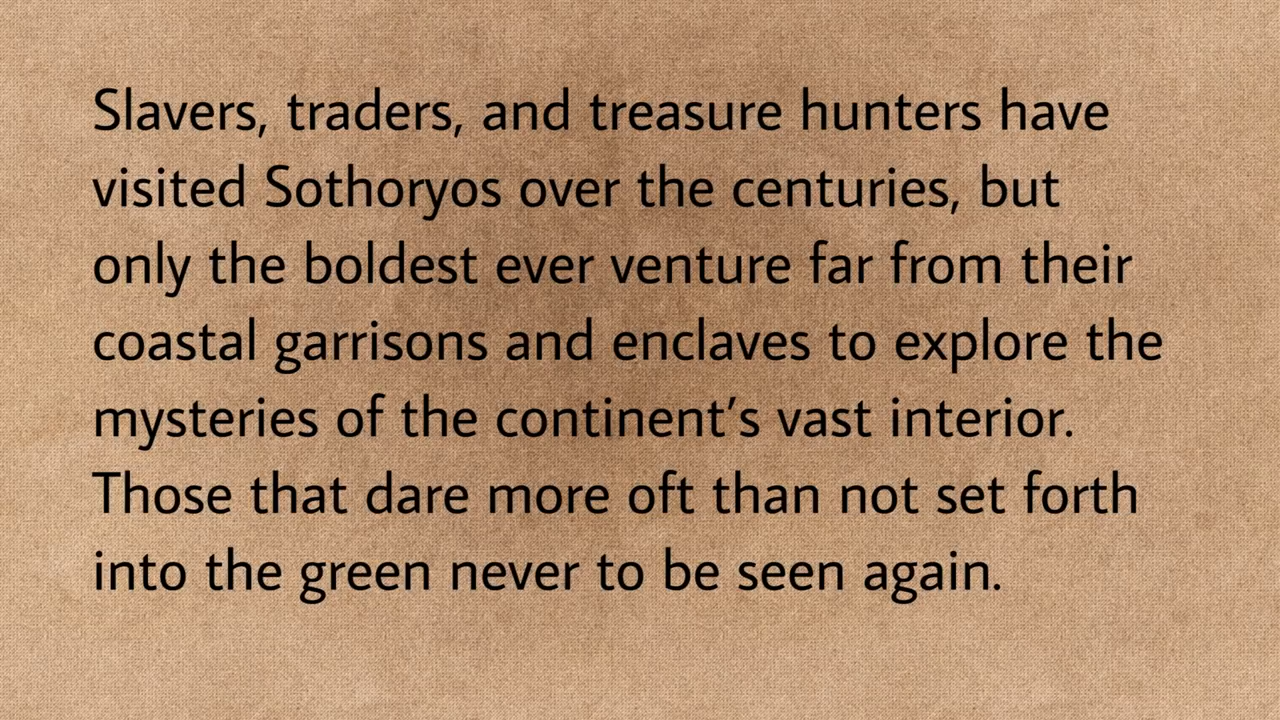 Slavers, traders, and treasure hunters have
visited Sothoryos over the centuries, but
only the boldest ever venture far from their
coastal garrisons and enclaves to explore the
mysteries of the continent’s vast interior.
Those that dare more oft than not set forth
into the green never to be seen again.